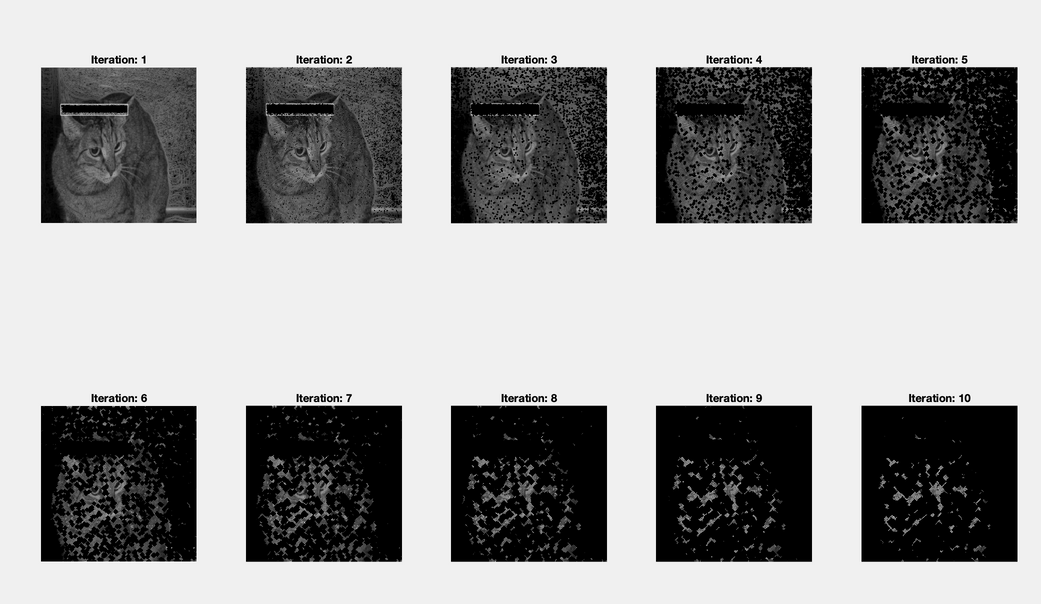 Iteration: 1
Iteration: 2
Iteration: 3
Iteration: 4
Iteration: 5
Iteration: 6
Iteration: 7
Iteration: 8
Iteration: 9
Iteration: 10